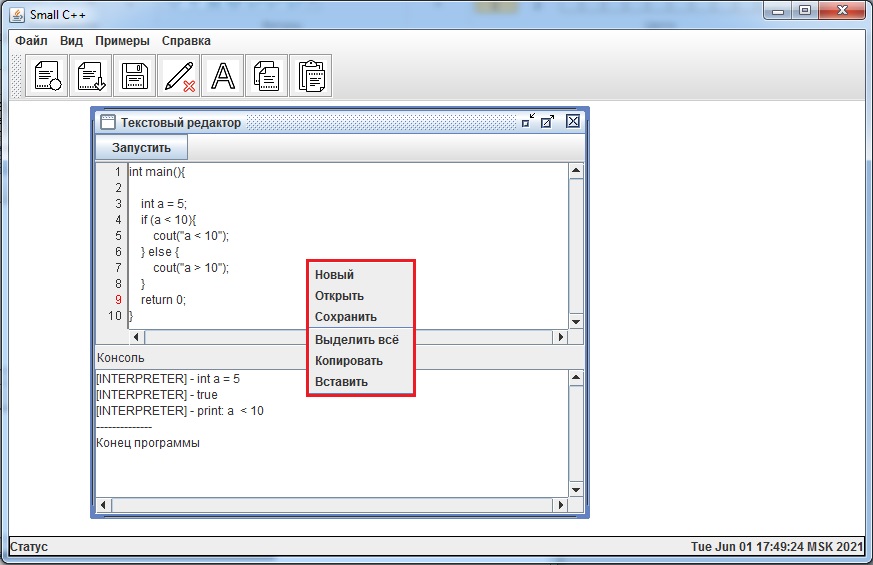 Small C++
Файл Вид Примеры Справка
A
Текстовый редактор
Запустить
1 int main(){
2
3 int a = 5;
4 if (a < 10){
5 cout("a < 10");
6 } else {
7 cout("a > 10");
8 }
9 return 0;
10 }
Новый
Открыть
Сохранить
Выделить всё
Копировать
Вставить
Консоль
[INTERPRETER] - int a = 5
[INTERPRETER] - true
[INTERPRETER] - print: a  < 10
--------------
Конец программы
Статус
Tue Jun 01 17:49:24 MSK 2021